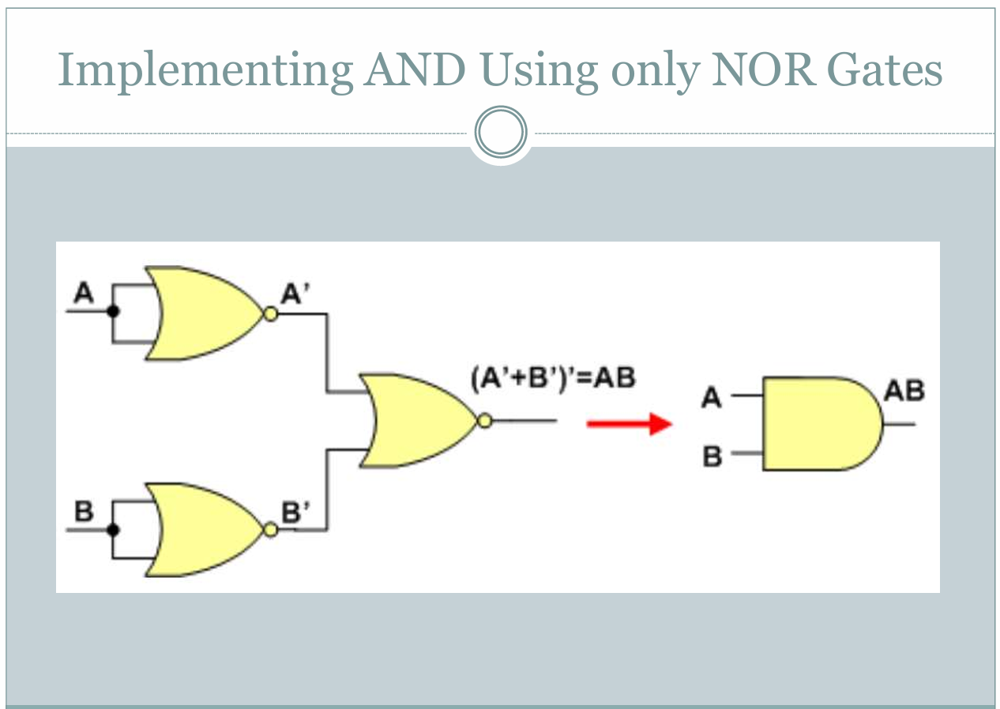 Implementing AND Using only NOR Gates
A
A’
(A’+B’)’=AB
A
AB
B
B
B’